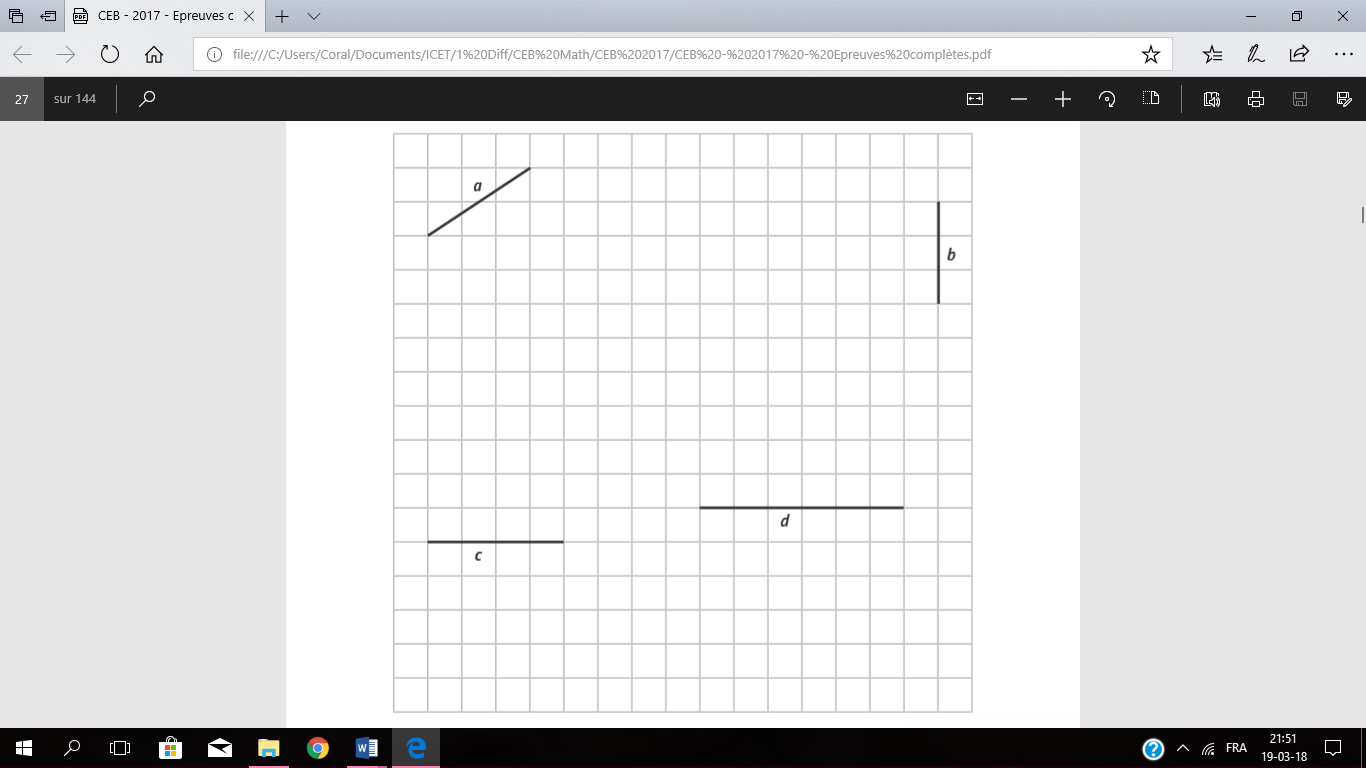 CEB - 2017 - Epreuves c
file:///C:/Users/Coral/Documents/ICET/1%20Diff/CEB%20Math/CEB%202017/CEB%20-%202017%20-%20Epreuves%20complètes.pdf
27 sur 144
a
b
d
c
FRA
21:51
19-03-18